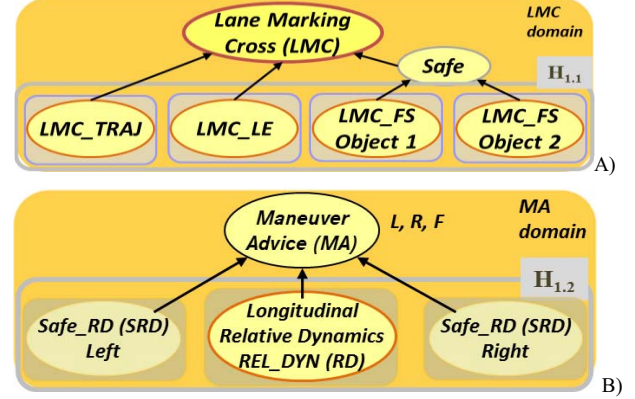 Lane Marking
Cross (LMC)
LMC
domain
Safe
H1.1
LMC_TRAJ
LMC_LE
LMC_FS
Object 1
LMC_FS
Object 2
A)
Maneuver
Advice (MA)
L, R, F
MA
domain
H1.2
Safe_RD (SRD)
Left
Longitudinal
Relative Dynamics
REL_DYN (RD)
Safe_RD (SRD)
Right
B)